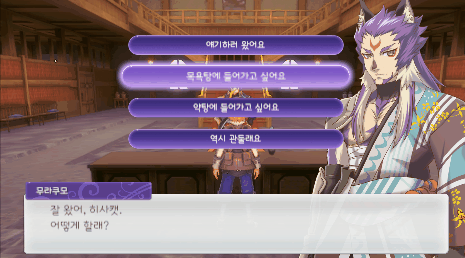 얘기하러 왔어요
목욕탕에 들어가고 싶어요
약탕에 들어가고 싶어요
역시 관둘래요
무라쿠모
잘 왔어, 히사캣.
어떻게 할래?